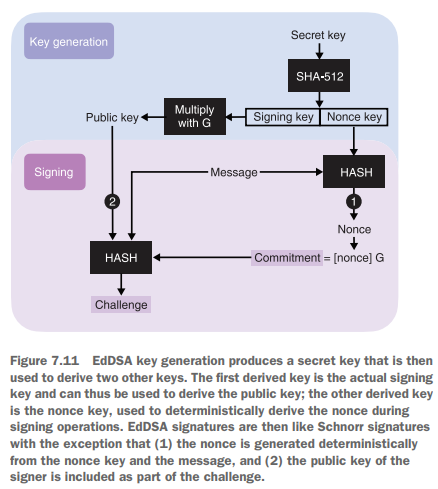 Key generation
Secret key
SHA-512
Public key
Multiply
with G
Signing key
Nonce key
Signing
Message
HASH
1
2
Nonce
HASH
Commitment = [nonce] G
Challenge
Figure 7.11 EdDSA key generation produces a secret key that is then
used to derive two other keys. The first derived key is the actual signing
key and can thus be used to derive the public key; the other derived key
is the nonce key, used to deterministically derive the nonce during
signing operations. EdDSA signatures are then like Schnorr signatures
with the exception that (1) the nonce is generated deterministically
from the nonce key and the message, and (2) the public key of the
signer is included as part of the challenge.